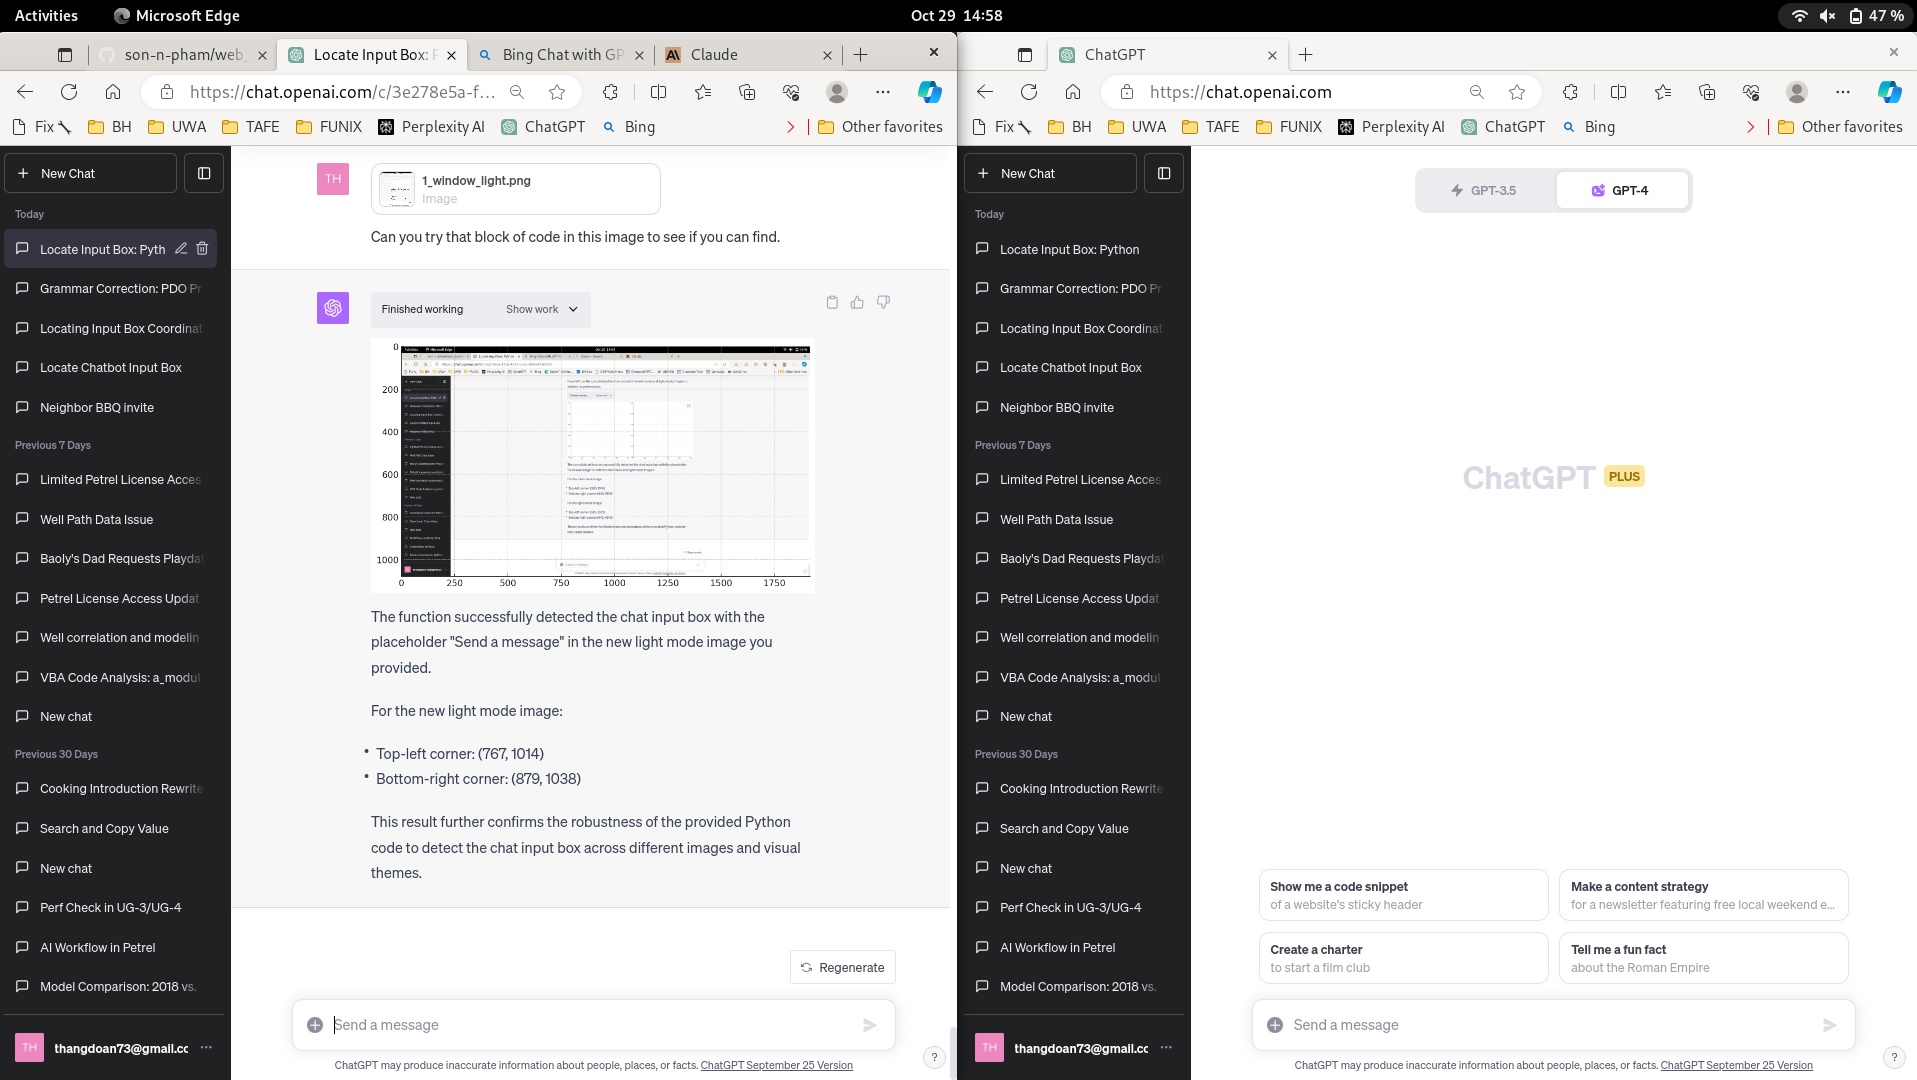 Activities
Microsoft Edge
Oct 29 14:58
47 %
son-n-pham/web_
Locate Input Box: P
Bing Chat with GP
Claude
https://chat.openai.com/c/3e278e5a-f...
Fix
BH
UWA
TAFE
FUNIX
Perplexity AI
ChatGPT
Bing
Other favorites
New Chat
Today
Locate Input Box: Pyth
Grammar Correction: PDO Pr
Locating Input Box Coordinat
Locate Chatbot Input Box
Neighbor BBQ invite
Previous 7 Days
Limited Petrel License Acces
Well Path Data Issue
Baoly's Dad Requests Playdat
Petrel License Access Updat
Well correlation and modelin
VBA Code Analysis: a_modul
New chat
Previous 30 Days
Cooking Introduction Rewrite
Search and Copy Value
New chat
Perf Check in UG-3/UG-4
AI Workflow in Petrel
Model Comparison: 2018 vs.
TH
thangdoan73@gmail.cc
TH
1_window_light.png
Image
Can you try that block of code in this image to see if you can find.
Finished working
Show work
0
200
400
600
800
1000
0 250 500 750 1000 1250 1500 1750
The function successfully detected the chat input box with the
placeholder "Send a message" in the new light mode image you
provided.
For the new light mode image:
• Top-left corner: (767, 1014)
• Bottom-right corner: (879, 1038)
This result further confirms the robustness of the provided Python
code to detect the chat input box across different images and visual
themes.
Regenerate
Send a message
ChatGPT may produce inaccurate information about people, places, or facts. ChatGPT September 25 Version
?
ChatGPT
https://chat.openai.com
Fix
BH
UWA
TAFE
FUNIX
Perplexity AI
ChatGPT
Bing
Other favorites
New Chat
Today
Locate Input Box: Python
Grammar Correction: PDO Pr
Locating Input Box Coordinat
Locate Chatbot Input Box
Neighbor BBQ invite
Previous 7 Days
Limited Petrel License Acces
Well Path Data Issue
Baoly's Dad Requests Playdat
Petrel License Access Updat
Well correlation and modelin
VBA Code Analysis: a_modul
New chat
Previous 30 Days
Cooking Introduction Rewrite
Search and Copy Value
New chat
Perf Check in UG-3/UG-4
AI Workflow in Petrel
Model Comparison: 2018 vs.
TH
thangdoan73@gmail.cc
GPT-3.5
GPT-4
ChatGPT PLUS
Show me a code snippet
of a website's sticky header
Make a content strategy
for a newsletter featuring free local weekend e...
Create a charter
to start a film club
Tell me a fun fact
about the Roman Empire
Send a message
ChatGPT may produce inaccurate information about people, places, or facts. ChatGPT September 25 Version
?